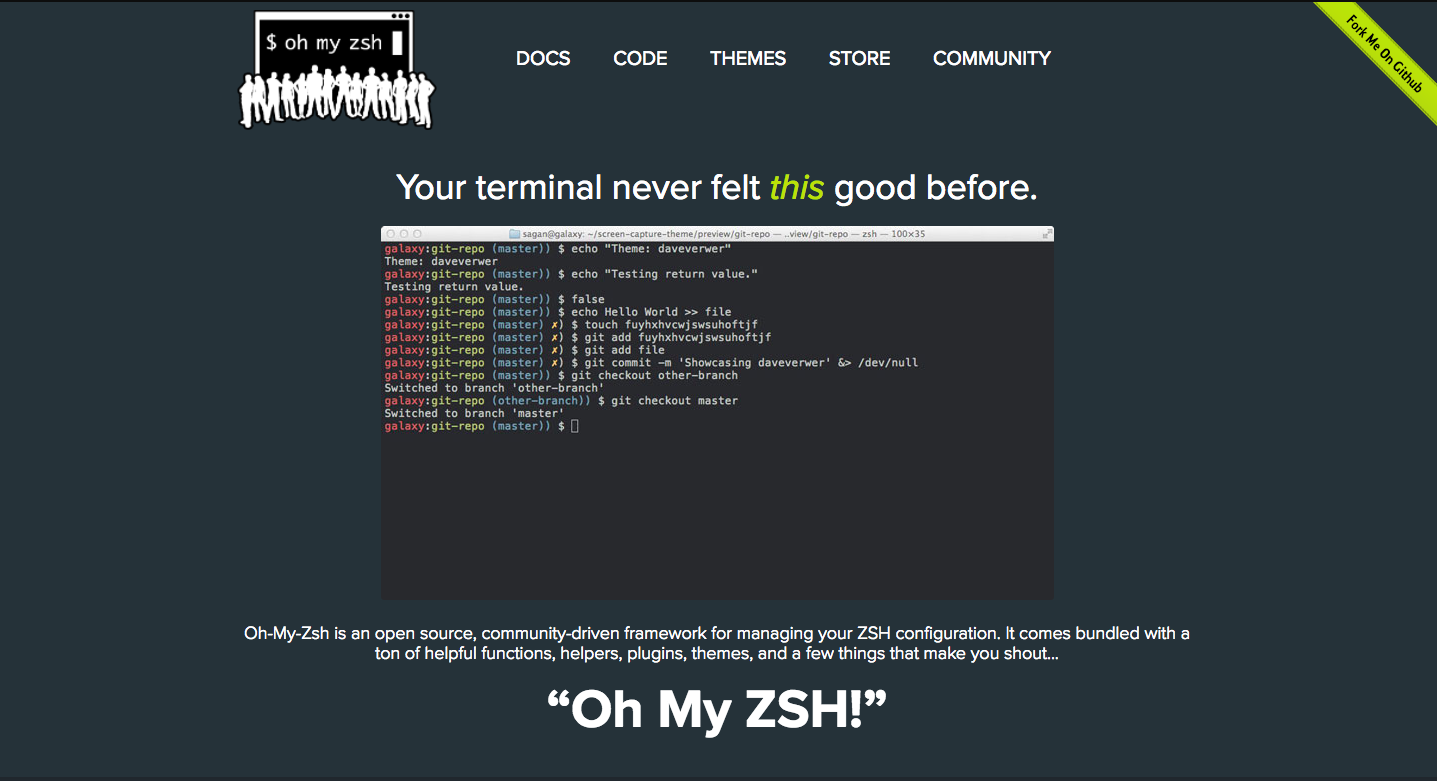 $ oh my zsh
DOCS CODE THEMES STORE COMMUNITY
Fork Me On Github
Your terminal never felt this good before.
sagan@galaxy: ~/screen-capture-theme/preview/git-repo — ..view/git-repo — zsh — 100×35
galaxy:git-repo (master)) $ echo "Theme: daveverwer"
Theme: daveverwer
galaxy:git-repo (master)) $ echo "Testing return value."
Testing return value.
galaxy:git-repo (master)) $ false
galaxy:git-repo (master)) $ echo Hello World >> file
galaxy:git-repo (master) ✗) $ touch fuyhxhvcwjswsuhoftjf
galaxy:git-repo (master) ✗) $ git add fuyhxhvcwjswsuhoftjf
galaxy:git-repo (master) ✗) $ git add file
galaxy:git-repo (master) ✗) $ git commit -m 'Showcasing daveverwer' &> /dev/null
galaxy:git-repo (master)) $ git checkout other-branch
Switched to branch 'other-branch'
galaxy:git-repo (other-branch)) $ git checkout master
Switched to branch 'master'
galaxy:git-repo (master)) $
Oh-My-Zsh is an open source, community-driven framework for managing your ZSH configuration. It comes bundled with a
ton of helpful functions, helpers, plugins, themes, and a few things that make you shout...
“Oh My ZSH!”